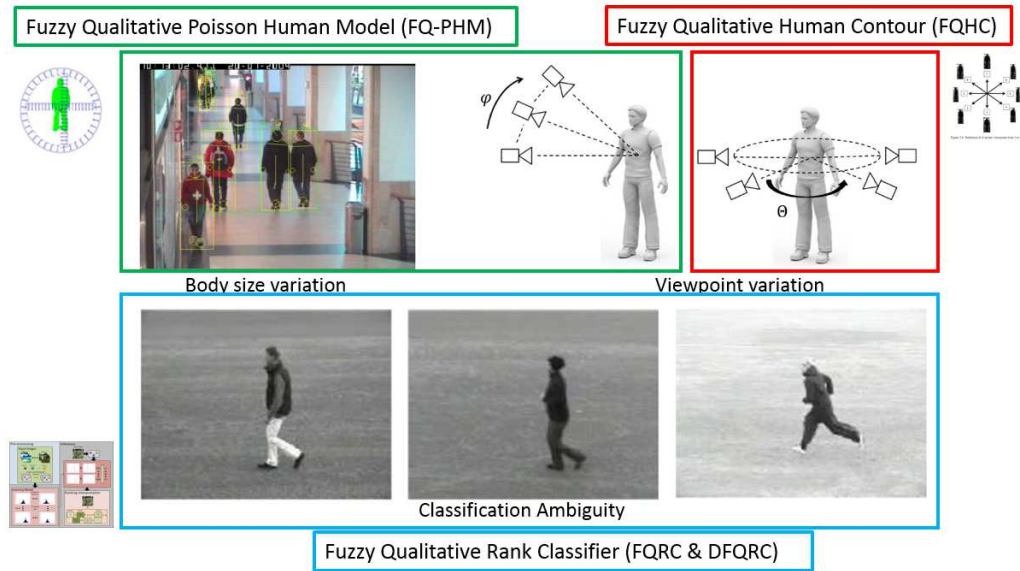 Fuzzy Qualitative Poisson Human Model (FQ-PHM)
Fuzzy Qualitative Human Contour (FQHC)
φ
Θ
Body size variation
Viewpoint variation
Classification Ambiguity
Fuzzy Qualitative Rank Classifier (FQRC & DFQRC)